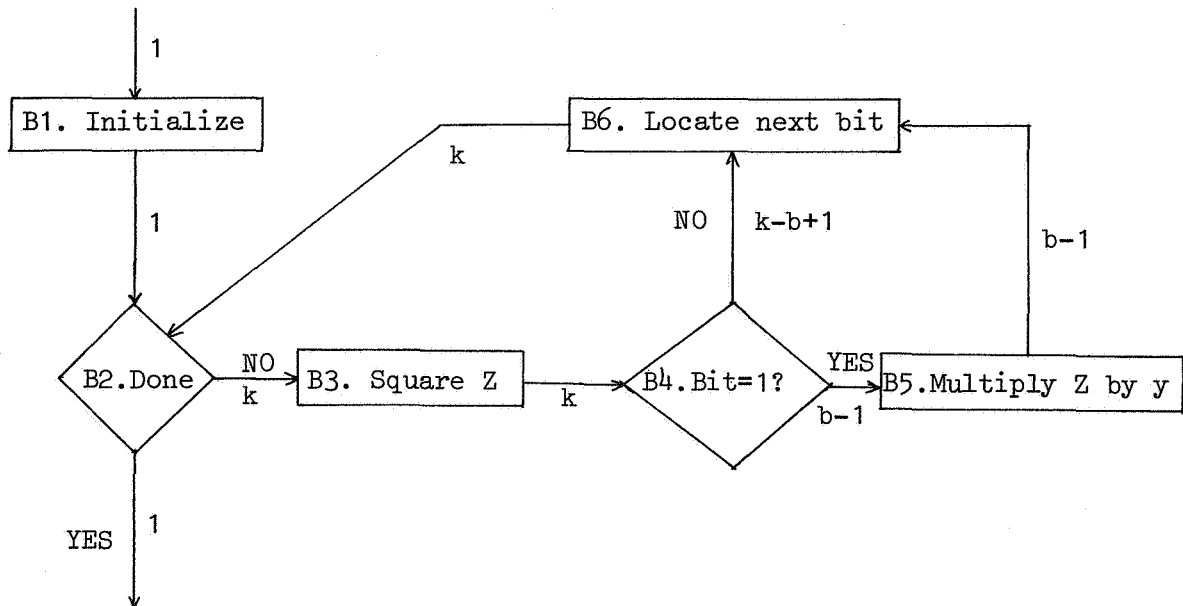 1
B1. Initialize
B6. Locate next bit
k
1
NO
k-b+1
b-1
B2.Done
NO
k
B3. Square Z
k
B4.Bit=1?
YES
b-1
B5.Multiply Z by y
YES
1